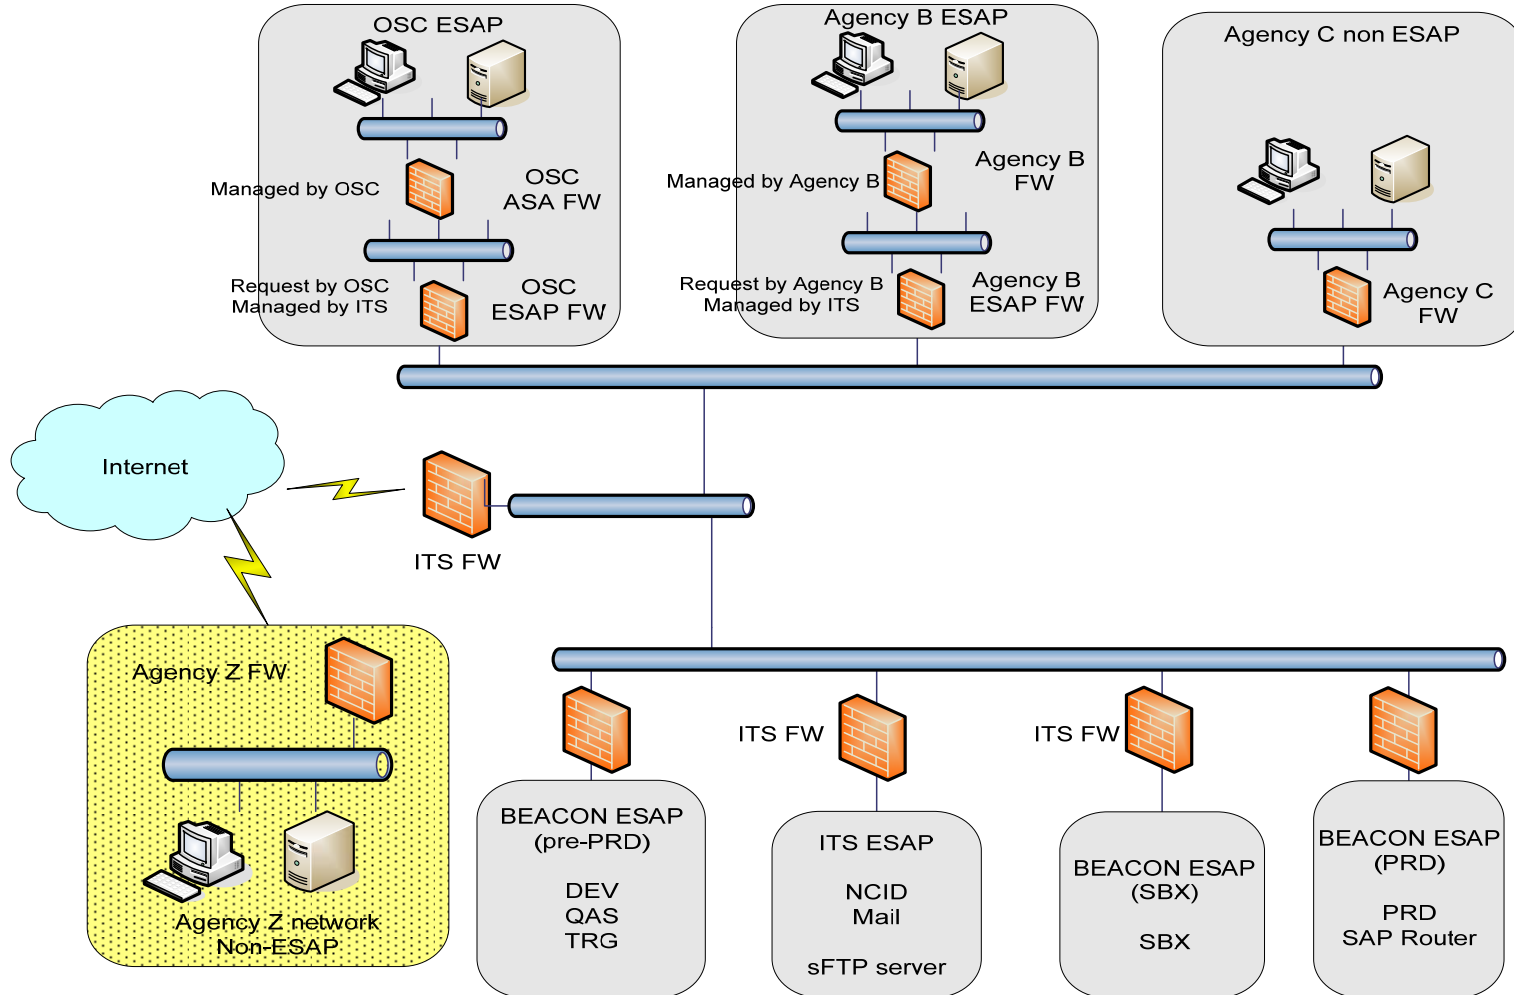 OSC ESAP
Managed by OSC
OSC
ASA FW
Request by OSC
Managed by ITS
OSC
ESAP FW
Agency B ESAP
Managed by Agency B
Agency B
FW
Request by Agency B
Managed by ITS
Agency B
ESAP FW
Agency C non ESAP
Agency C
FW
Internet
ITS FW
Agency Z FW
Agency Z network
Non-ESAP
ITS FW
ITS FW
BEACON ESAP
(pre-PRD)
DEV
QAS
TRG
ITS ESAP
NCID
Mail
sFTP server
BEACON ESAP
(SBX)
SBX
BEACON ESAP
(PRD)
PRD
SAP Router